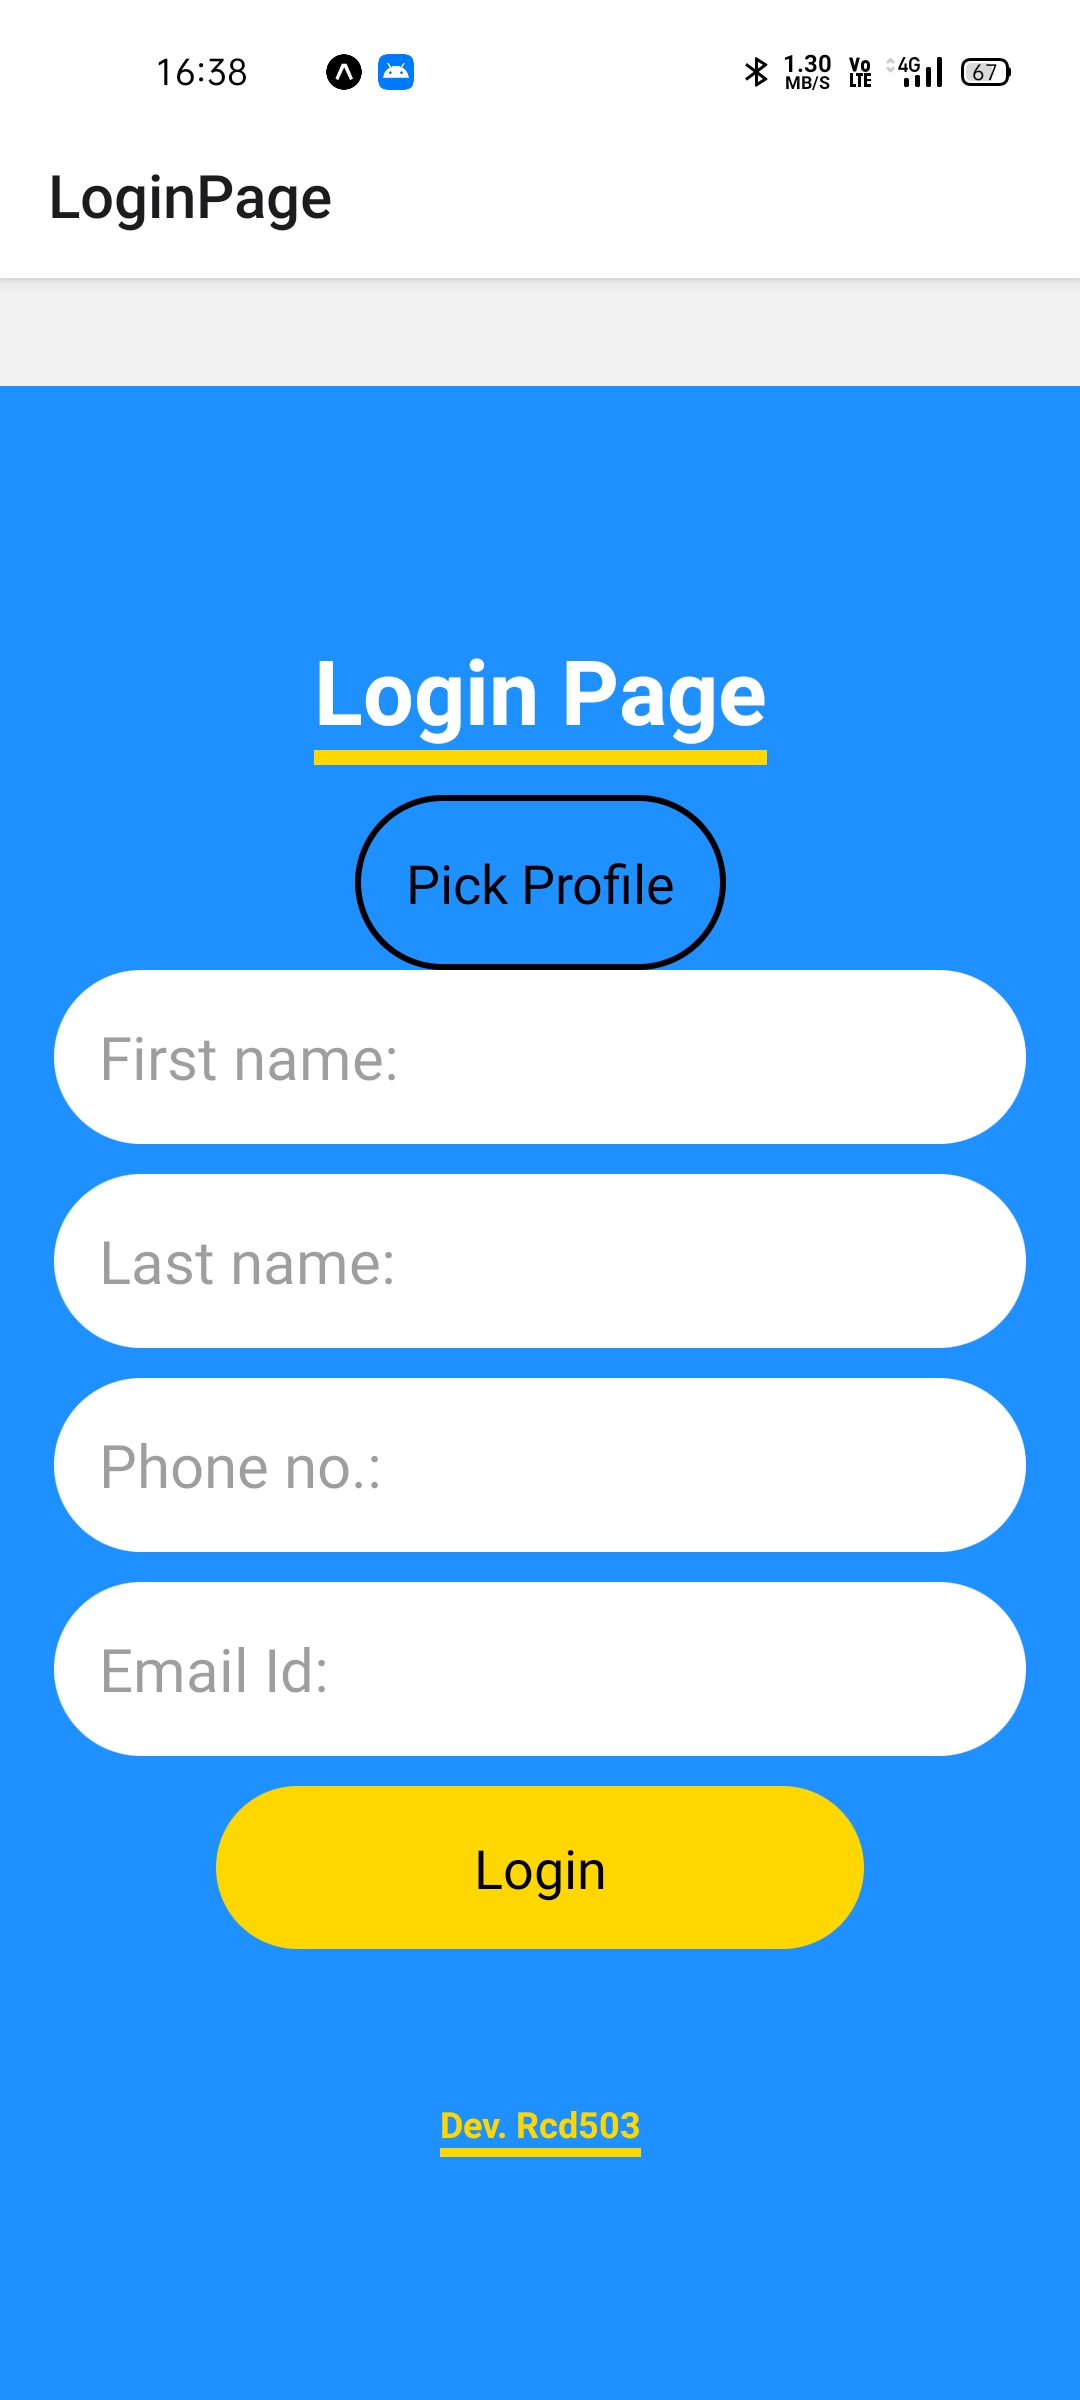 16:38 1.30 MB/S Vo LTE 4G 67
LoginPage
Login Page
Pick Profile
First name:
Last name:
Phone no.:
Email Id:
Login
Dev. Rcd503